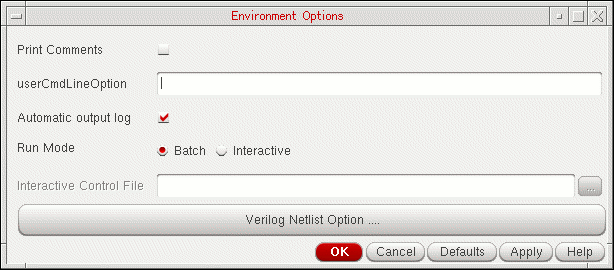 Environment Options
Print Comments
userCmdLineOption
Automatic output log
Run Mode Batch Interactive
Interactive Control File ...
Verilog Netlist Option ....
OK Cancel Defaults Apply Help